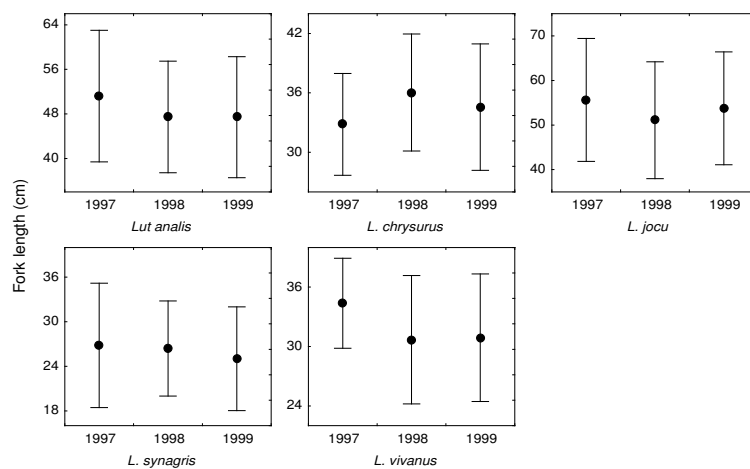 64
56
48
40
1997 1998 1999
Lut analis
42
36
30
1997 1998 1999
L. chrysurus
70
60
50
40
1997 1998 1999
L. jocu
Fork length (cm)
36
30
24
18
1997 1998 1999
L. synagris
36
30
24
1997 1998 1999
L. vivanus